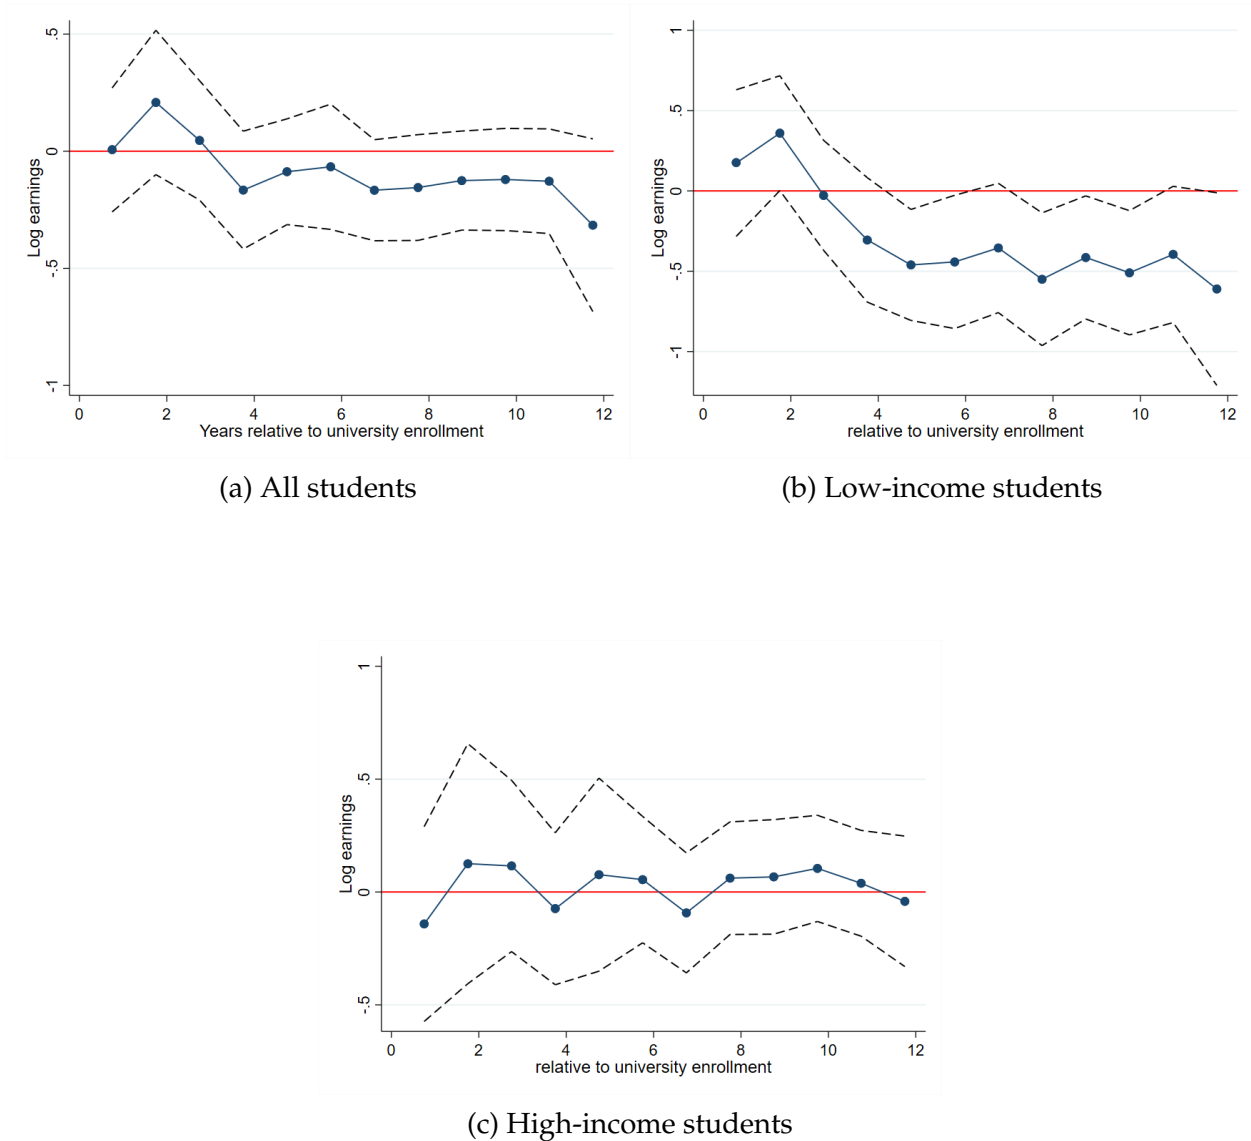 .5
0
-.5
-1
Log earnings
0 2 4 6 8 10 12
Years relative to university enrollment
(a) All students
1
.5
0
-.5
-1
Log earnings
0 2 4 6 8 10 12
relative to university enrollment
(b) Low-income students
1
.5
0
-.5
Log earnings
0 2 4 6 8 10 12
relative to university enrollment
(c) High-income students